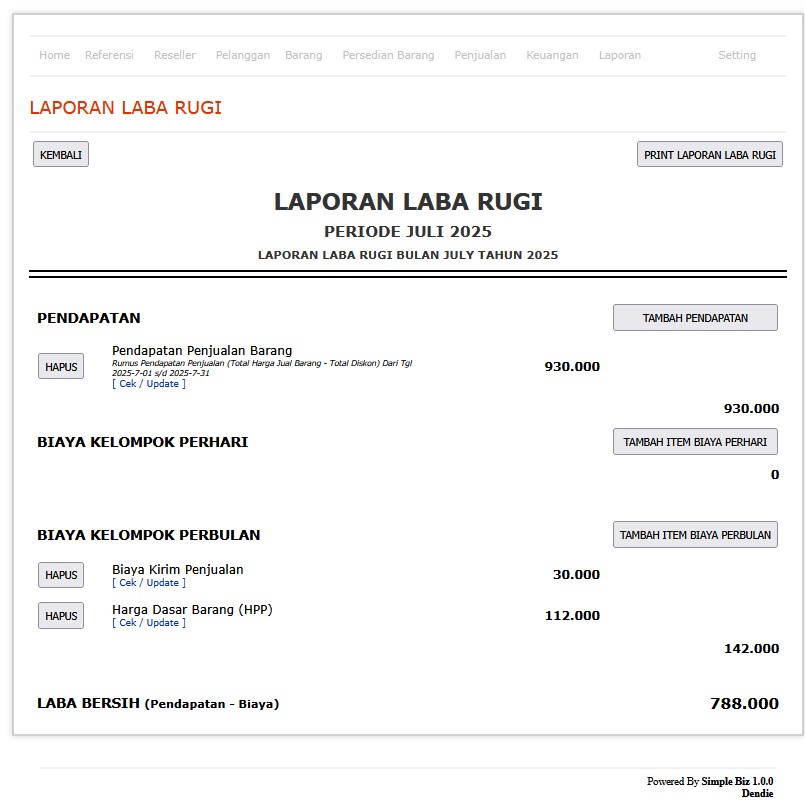 Home Referensi Reseller Pelanggan Barang Persedian Barang Penjualan Keuangan Laporan Setting
LAPORAN LABA RUGI
KEMBALI PRINT LAPORAN LABA RUGI
LAPORAN LABA RUGI
PERIODE JULI 2025
LAPORAN LABA RUGI BULAN JULY TAHUN 2025
PENDAPATAN TAMBAH PENDAPATAN
Pendapatan Penjualan Barang
Rumus Pendapatan Penjualan (Total Harga Jual Barang - Total Diskon) Dari Tgl
HAPUS 930.000
2025-7-01 s/d 2025-7-31
[ Cek / Update ]
930.000
BIAYA KELOMPOK PERHARI TAMBAH ITEM BIAYA PERHARI
0
BIAYA KELOMPOK PERBULAN TAMBAH ITEM BIAYA PERBULAN
HAPUS Biaya Kirim Penjualan 30.000
[ Cek / Update ]
HAPUS Harga Dasar Barang (HPP) 112.000
[ Cek / Update ]
142.000
LABA BERSIH (Pendapatan - Biaya) 788.000
Powered By Simple Biz 1.0.0
Dendie